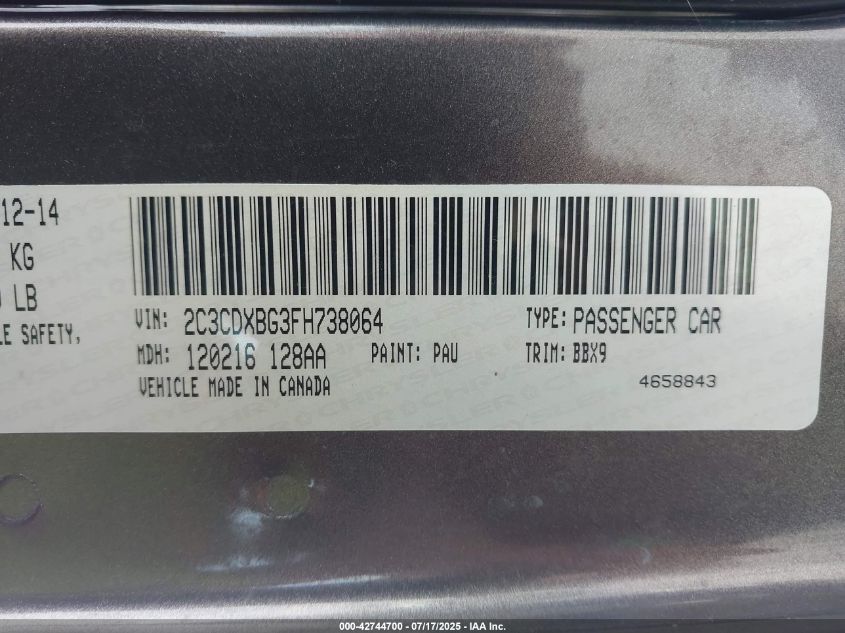 12-14
KG
LB
LE SAFETY,
VIN: 2C3CDXBG3FH738064 TYPE: PASSENGER CAR
MDH: 120216 128AA PAINT: PAU TRIM: BBX9
VEHICLE MADE IN CANADA 4658843
000-42744700 - 07/17/2025 - IAA Inc.